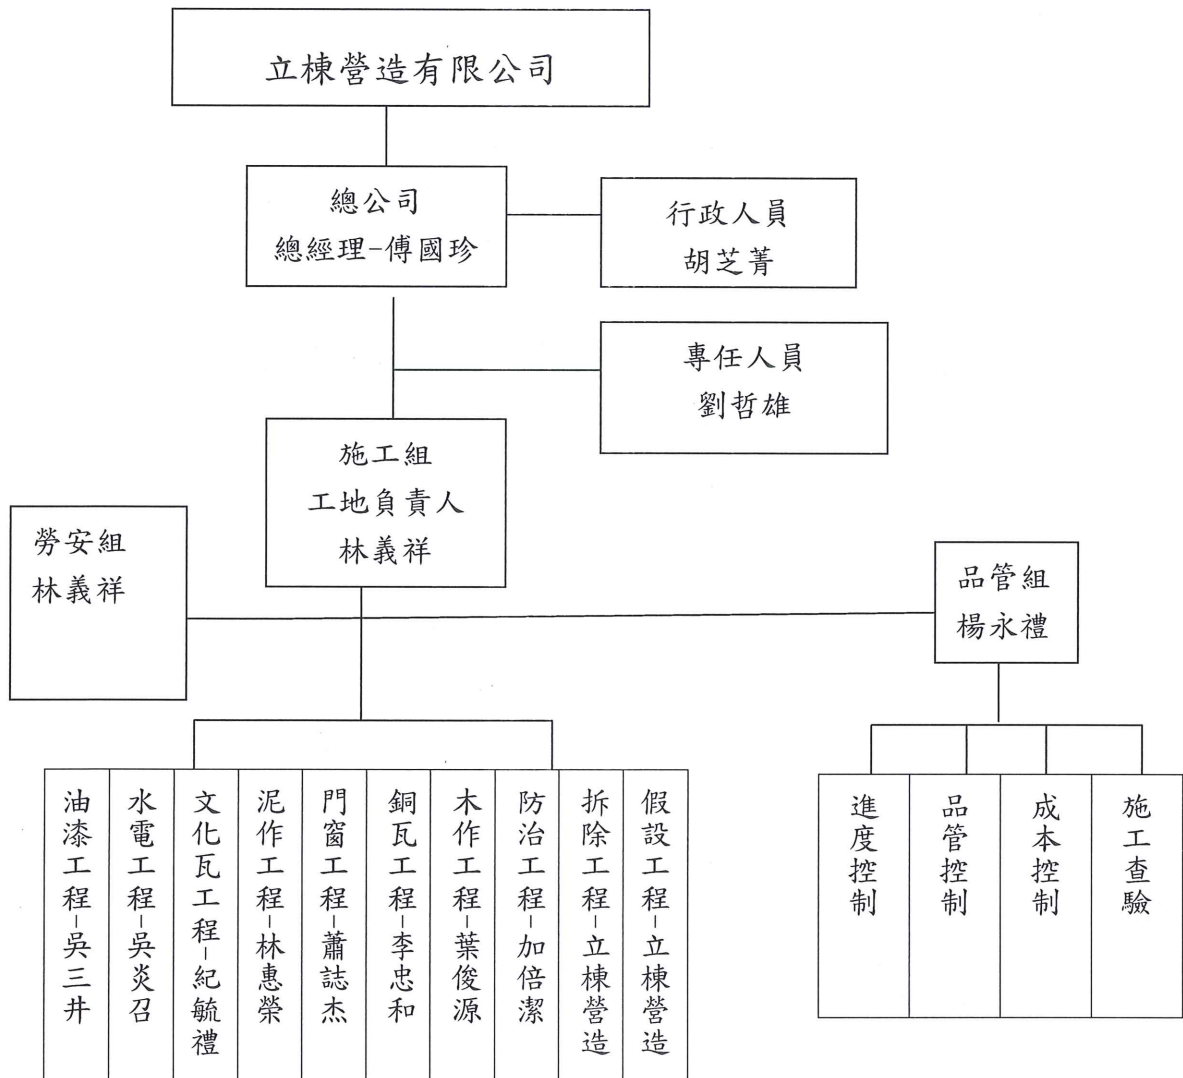 立棟營造有限公司
總公司
總經理-傅國珍
行政人員
胡芝菁
專任人員
劉哲雄
施工組
工地負責人
林義祥
勞安組
林義祥
品管組
楊永禮
油漆工程-吳三井
水電工程-吳炎召
文化瓦工程-紀毓禮
泥作工程-林惠榮
門窗工程-蕭誌杰
銅瓦工程-李忠和
木作工程-葉俊源
防治工程-加倍潔
拆除工程-立棟營造
假設工程-立棟營造
進度控制
品管控制
成本控制
施工查驗